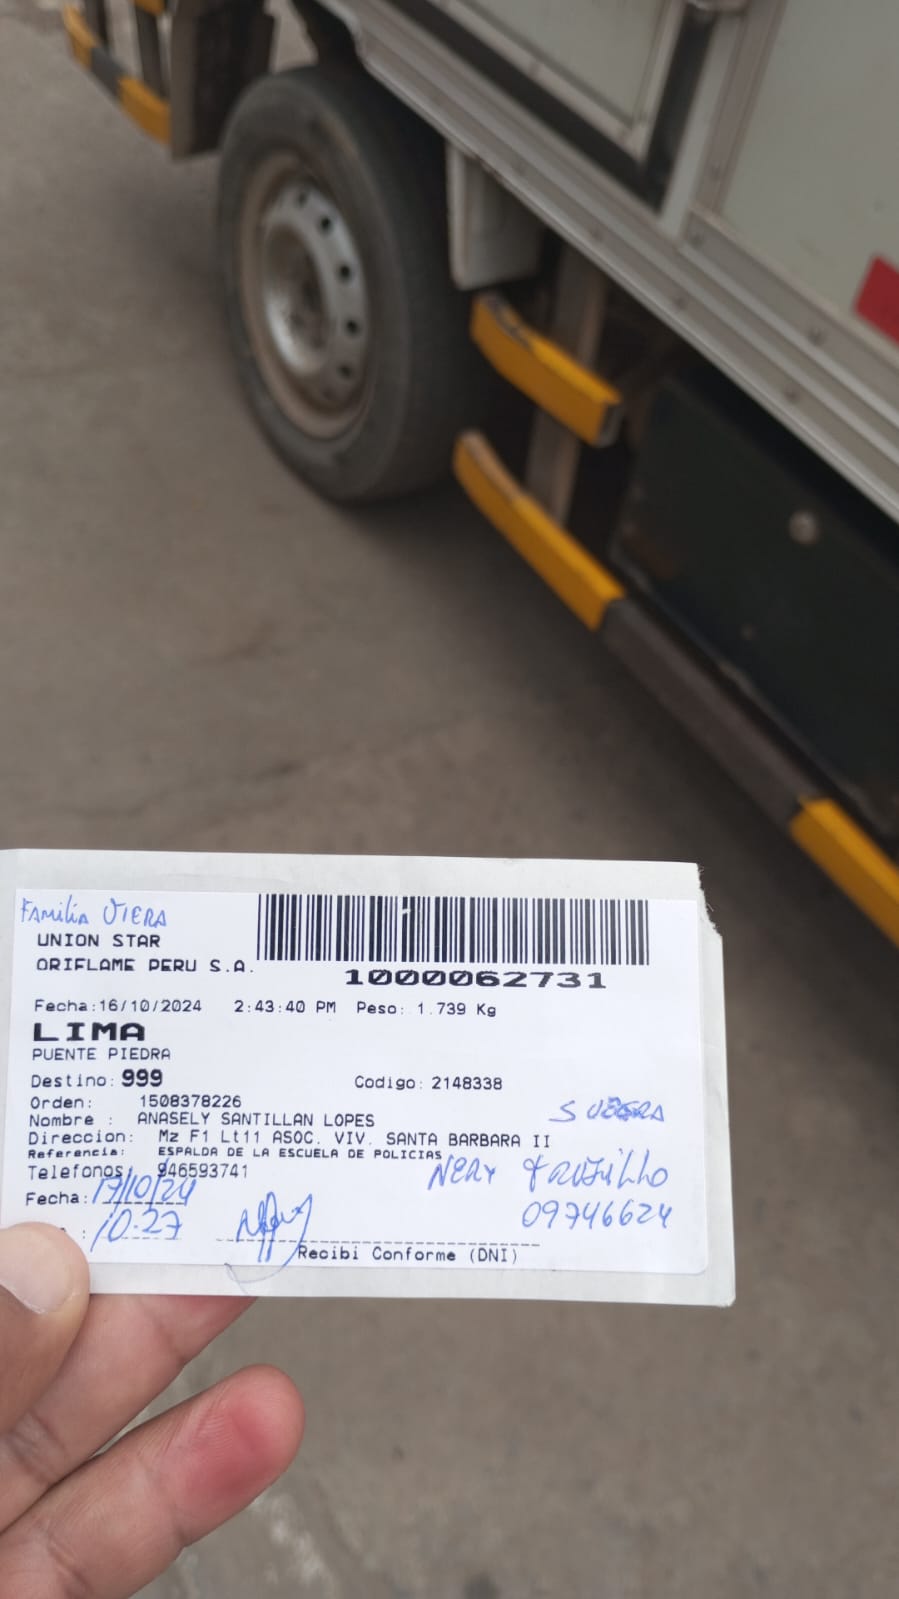 Familia VIERA
UNION STAR
ORIFLAME PERU S.A.
1000062731
Fecha:16/10/2024 2:43:40 PM Peso: 1.739 Kg
LIMA
PUENTE PIEDRA
Destino: 999 Codigo: 2148338
Orden: 1508378226
Nombre : ANASELY SANTILLAN LOPES
SUEGRA
Direccion: Mz F1 Lt11 ASOC. VIV. SANTA BARBARA II
Referencia: ESPALDA DE LA ESCUELA DE POLICIAS
Telefonos: 946593741
NERY TRUJILLO
Fecha: 17/10/24
09746624
: 10:27
Recibi Conforme (DNI)